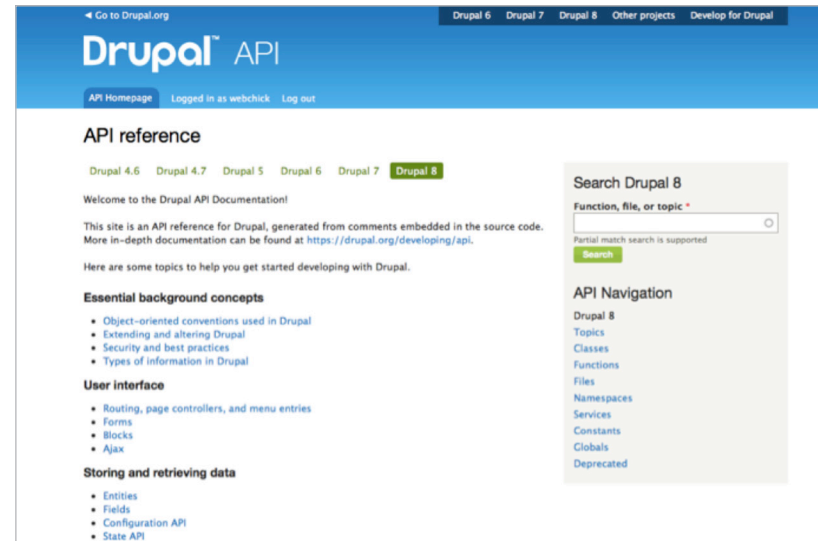 ◄ Go to Drupal.org
Drupal 6 Drupal 7 Drupal 8 Other projects Develop for Drupal
Drupal™ API
API Homepage Logged in as webchick Log out
API reference
Drupal 4.6 Drupal 4.7 Drupal 5 Drupal 6 Drupal 7 Drupal 8
Welcome to the Drupal API Documentation!
This site is an API reference for Drupal, generated from comments embedded in the source code.
More in-depth documentation can be found at https://drupal.org/developing/api.
Here are some topics to help you get started developing with Drupal.
Essential background concepts
• Object-oriented conventions used in Drupal
• Extending and altering Drupal
• Security and best practices
• Types of information in Drupal
User interface
• Routing, page controllers, and menu entries
• Forms
• Blocks
• Ajax
Storing and retrieving data
• Entities
• Fields
• Configuration API
• State API
Search Drupal 8
Function, file, or topic *
Partial match search is supported
Search
API Navigation
Drupal 8
Topics
Classes
Functions
Files
Namespaces
Services
Constants
Globals
Deprecated